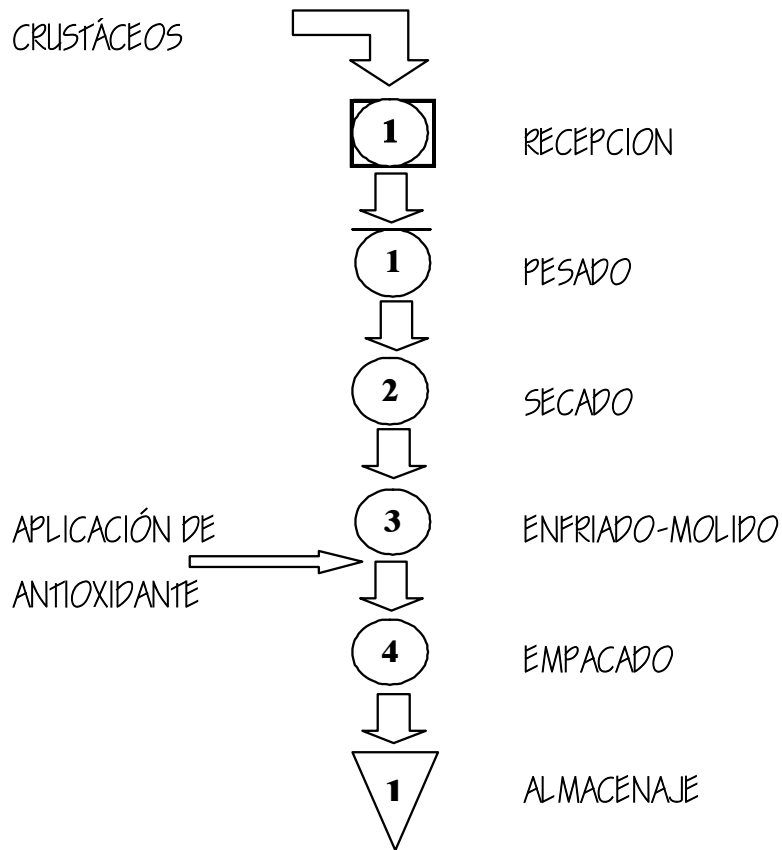 CRUSTÁCEOS
1
RECEPCION
1
PESADO
2
SECADO
3
ENFRIADO-MOLIDO
APLICACIÓN DE
ANTIOXIDANTE
4
EMPACADO
1
ALMACENAJE